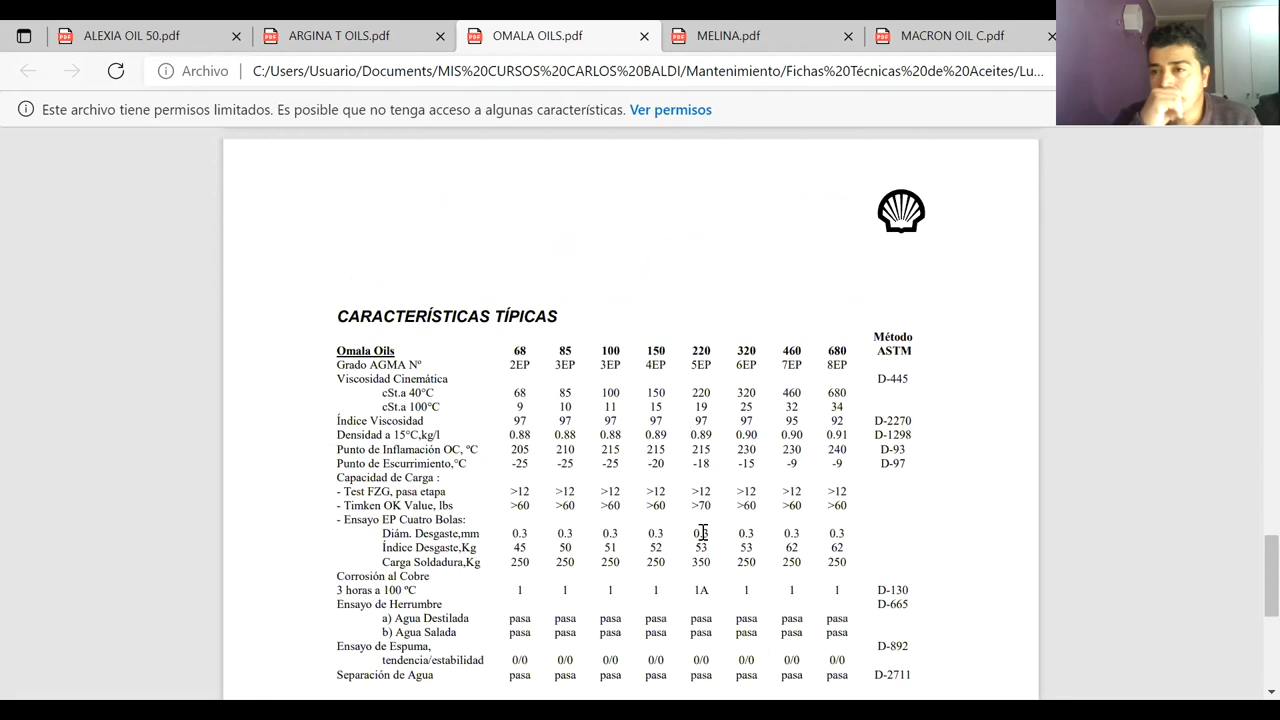 ALEXIA OIL 50.pdf ARGINA T OILS.pdf OMALA OILS.pdf MELINA.pdf MACRON OIL C.pdf
Archivo C:/Users/Usuario/Documents/MIS%20CURSOS%20CARLOS%20BALDI/Mantenimiento/Fichas%20Técnicas%20de%20Aceites/Lu...
Este archivo tiene permisos limitados. Es posible que no tenga acceso a algunas características. Ver permisos
CARACTERÍSTICAS TÍPICAS
Método
Omala Oils 68 85 100 150 220 320 460 680 ASTM
Grado AGMA Nº 2EP 3EP 3EP 4EP 5EP 6EP 7EP 8EP
Viscosidad Cinemática D-445
cSt.a 40°C 68 85 100 150 220 320 460 680
cSt.a 100°C 9 10 11 15 19 25 32 34
Índice Viscosidad 97 97 97 97 97 97 95 92 D-2270
Densidad a 15°C,kg/l 0.88 0.88 0.88 0.89 0.89 0.90 0.90 0.91 D-1298
Punto de Inflamación OC, ºC 205 210 215 215 215 230 230 240 D-93
Punto de Escurrimiento,°C -25 -25 -25 -20 -18 -15 -9 -9 D-97
Capacidad de Carga :
- Test FZG, pasa etapa >12 >12 >12 >12 >12 >12 >12 >12
- Timken OK Value, lbs >60 >60 >60 >60 >70 >60 >60 >60
- Ensayo EP Cuatro Bolas:
Diám. Desgaste,mm 0.3 0.3 0.3 0.3 0.3 0.3 0.3 0.3
Índice Desgaste,Kg 45 50 51 52 53 53 62 62
Carga Soldadura,Kg 250 250 250 250 350 250 250 250
Corrosión al Cobre
3 horas a 100 ºC 1 1 1 1 1A 1 1 1 D-130
Ensayo de Herrumbre D-665
a) Agua Destilada pasa pasa pasa pasa pasa pasa pasa pasa
b) Agua Salada pasa pasa pasa pasa pasa pasa pasa pasa
Ensayo de Espuma, D-892
tendencia/estabilidad 0/0 0/0 0/0 0/0 0/0 0/0 0/0 0/0
Separación de Agua pasa pasa pasa pasa pasa pasa pasa pasa D-2711